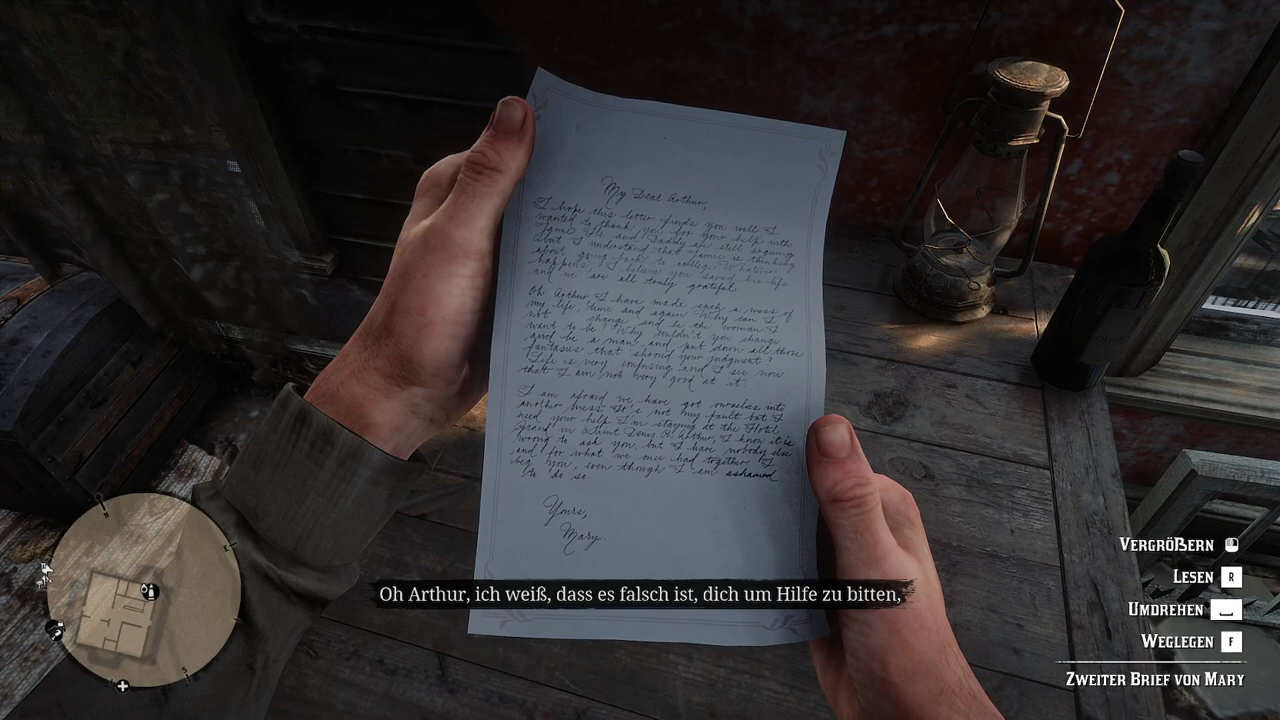 My Dear Arthur,
I hope this letter finds you well I
wanted to thank you for your help with
Jamie. He and Daddy are still arguing
but I understand that Jamie is thinking
about going back to college. Whatever
happens, I believe you saved his life
and we are all truly grateful.
Oh Arthur, I have made such a mess of
my life, time and again Why can I
not change, and be the woman I
want to be? Why couldn't you change
and be a man and put down all those
fantasies that shroud your judgment?
Life is very confusing and I see now
that I am not very good at it.
I am afraid we have got ourselves into
another mess. It's not my fault but I
need your help I'm staying at the Hotel
Grand in Saint Denis. Oh Arthur, I know it is
wrong to ask you, but I have nobody else
and for what we once had together I
beg you, even though I am ashamed
to do so
Yours,
Mary
Oh Arthur, ich weiß, dass es falsch ist, dich um Hilfe zu bitten,
Vergrößern
Lesen R
Umdrehen
Weglegen F
Zweiter Brief von Mary